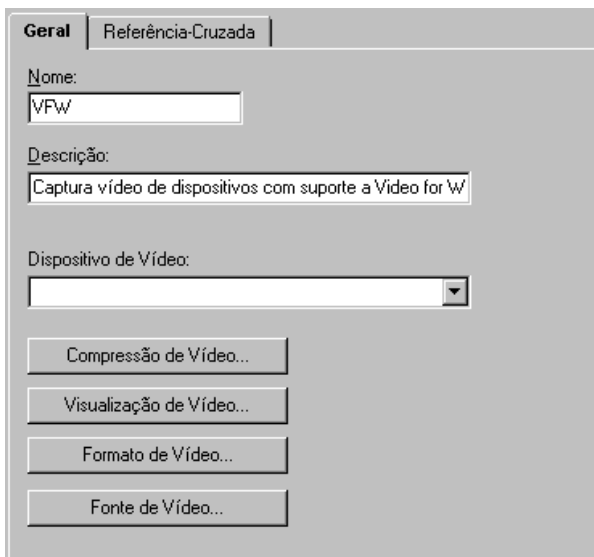 Geral Referência-Cruzada
Nome:
VFW
Descrição:
Captura vídeo de dispositivos com suporte a Video for W
Dispositivo de Vídeo:
Compressão de Vídeo...
Visualização de Vídeo...
Formato de Vídeo...
Fonte de Vídeo...